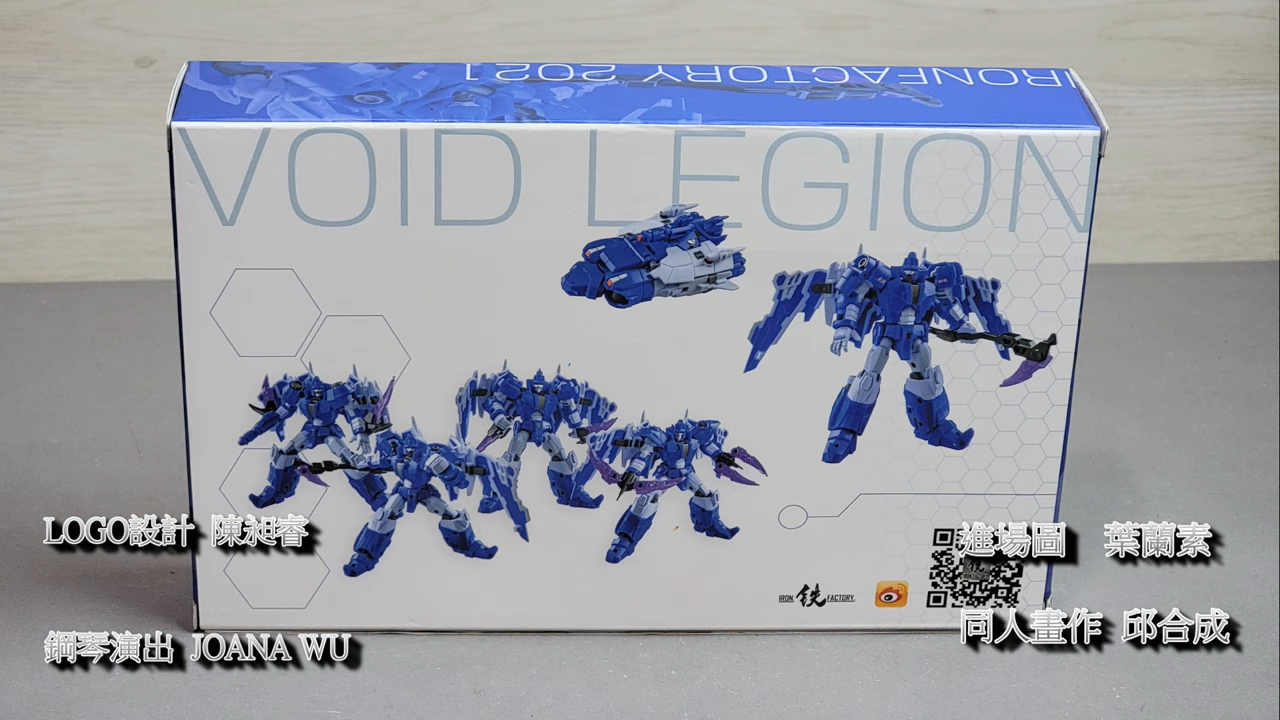 IRONFACTORY 2021
VOID LEGION
LOGO設計 陳昶睿
進場圖 葉蘭素
IRON. 铁 FACTORY.
鋼琴演出 JOANA WU
同人畫作 邱合成